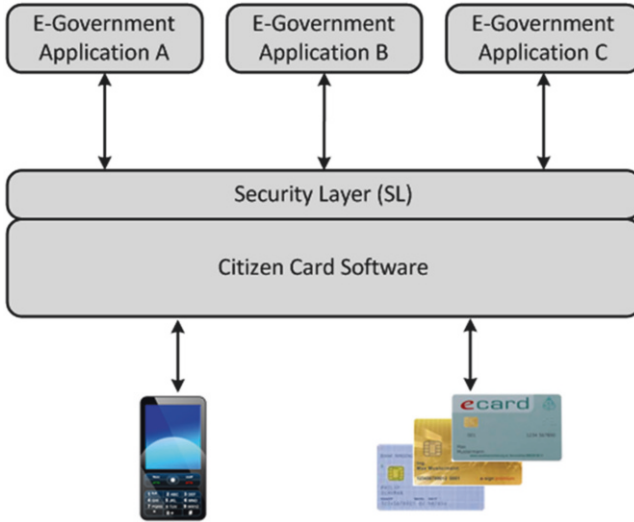 E-Government
Application A
E-Government
Application B
E-Government
Application C
Security Layer (SL)
Citizen Card Software
ecard